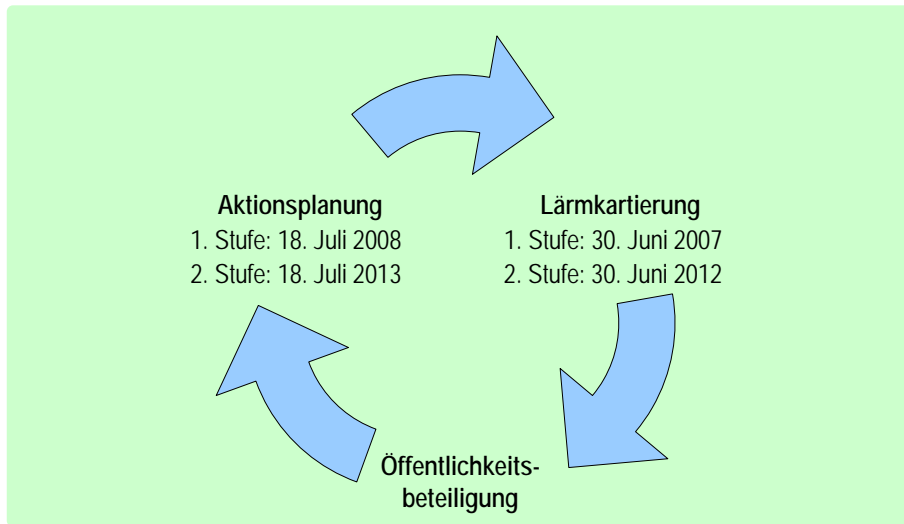 Aktionsplanung
1. Stufe: 18. Juli 2008
2. Stufe: 18. Juli 2013
Lärmkartierung
1. Stufe: 30. Juni 2007
2. Stufe: 30. Juni 2012
Öffentlichkeits-
beteiligung